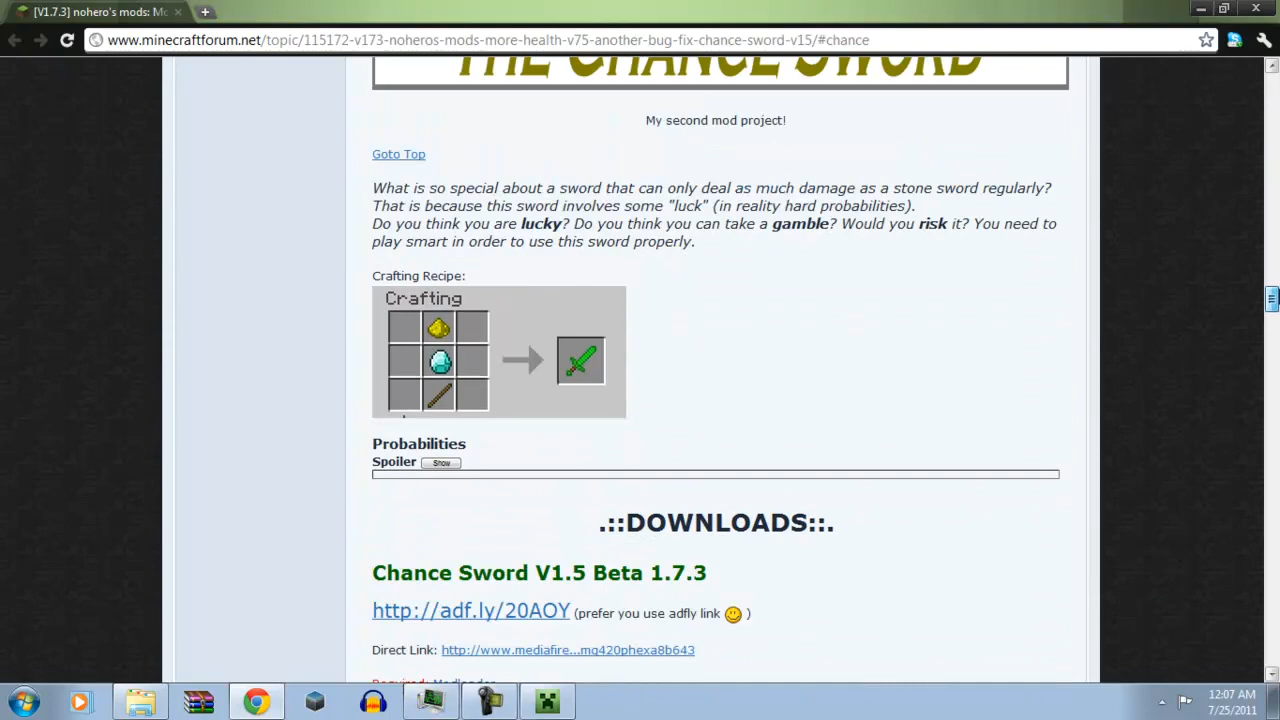 [V1.7.3] nohero's mods: Mo
www.minecraftforum.net/topic/115172-v173-noheros-mods-more-health-v75-another-bug-fix-chance-sword-v15/#chance
THE CHANCE SWORD
My second mod project!
Goto Top
What is so special about a sword that can only deal as much damage as a stone sword regularly?
That is because this sword involves some "luck" (in reality hard probabilities).
Do you think you are lucky? Do you think you can take a gamble? Would you risk it? You need to
play smart in order to use this sword properly.
Crafting Recipe:
Crafting
Probabilities
Spoiler Show
.::DOWNLOADS::.
Chance Sword V1.5 Beta 1.7.3
http://adf.ly/20AOY (prefer you use adfly link )
Direct Link: http://www.mediafire...mg420phexa8b643
Required: Modloader
12:07 AM
7/25/2011